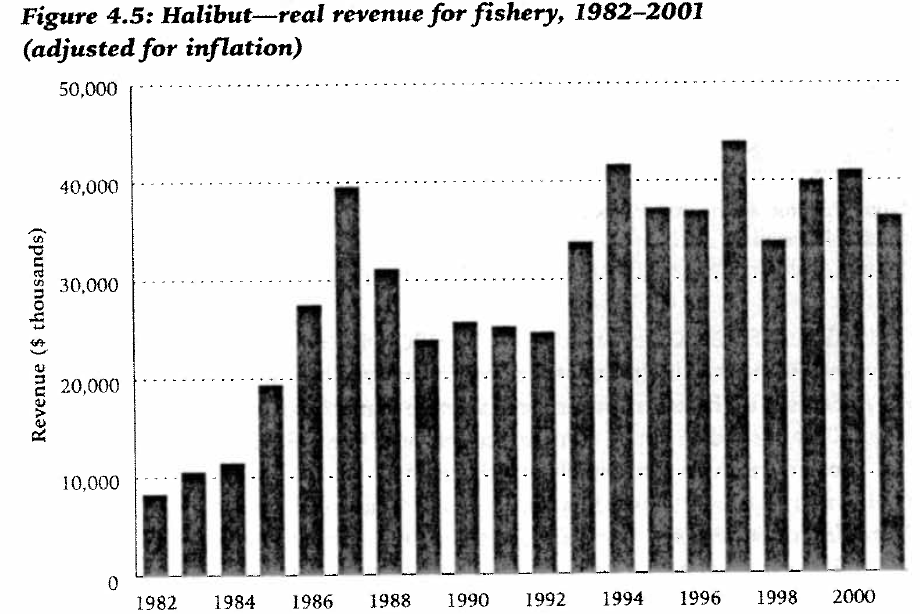 Figure 4.5: Halibut—real revenue for fishery, 1982–2001
(adjusted for inflation)
50,000
40,000
30,000
20,000
10,000
0
Revenue ($ thousands)
1982 1984 1986 1988 1990 1992 1994 1996 1998 2000